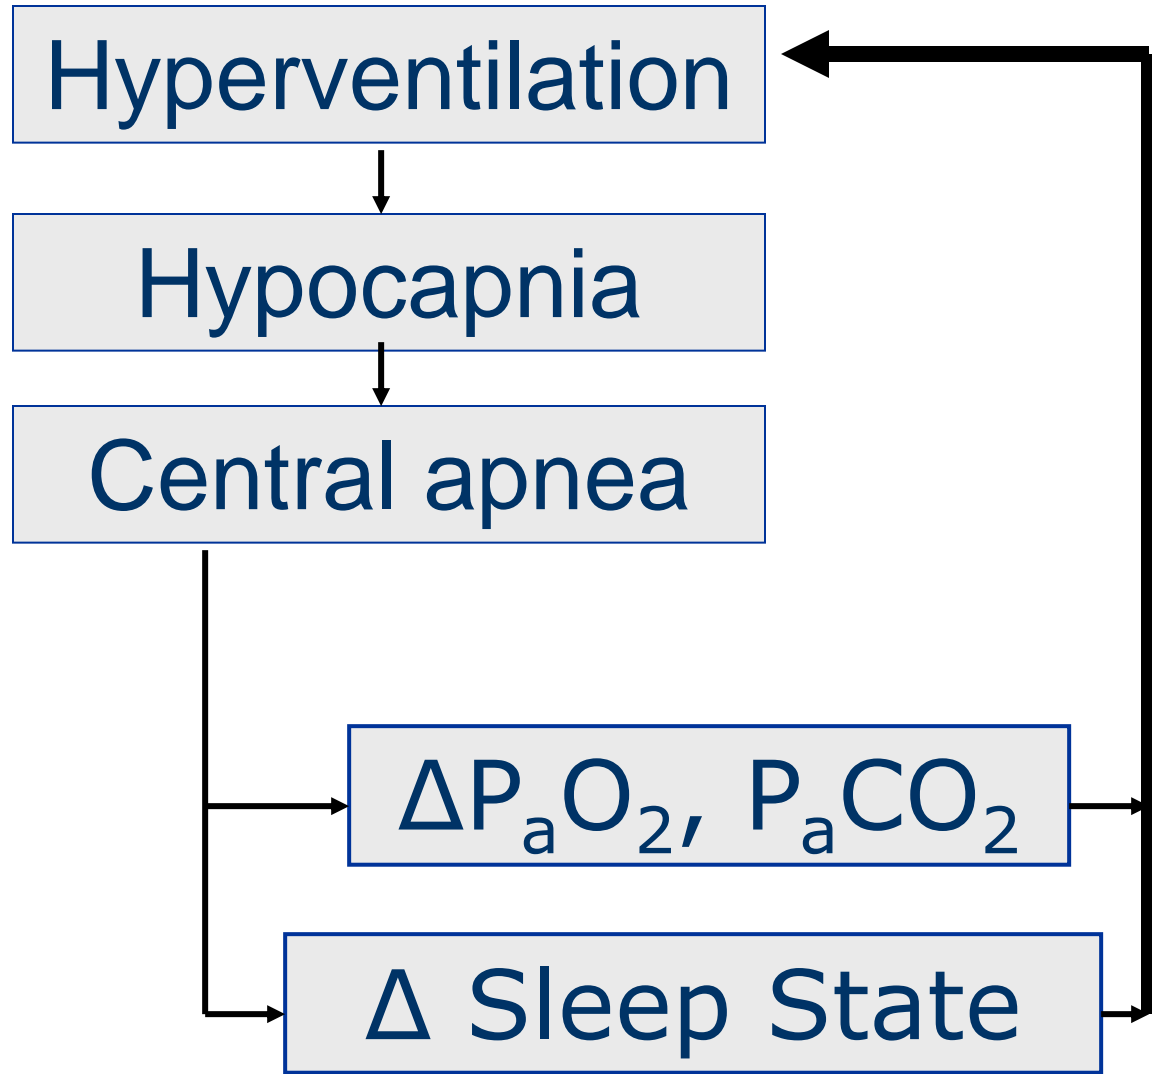 Hyperventilation
Hypocapnia
Central apnea
ΔPₐO₂, PₐCO₂
Δ Sleep State